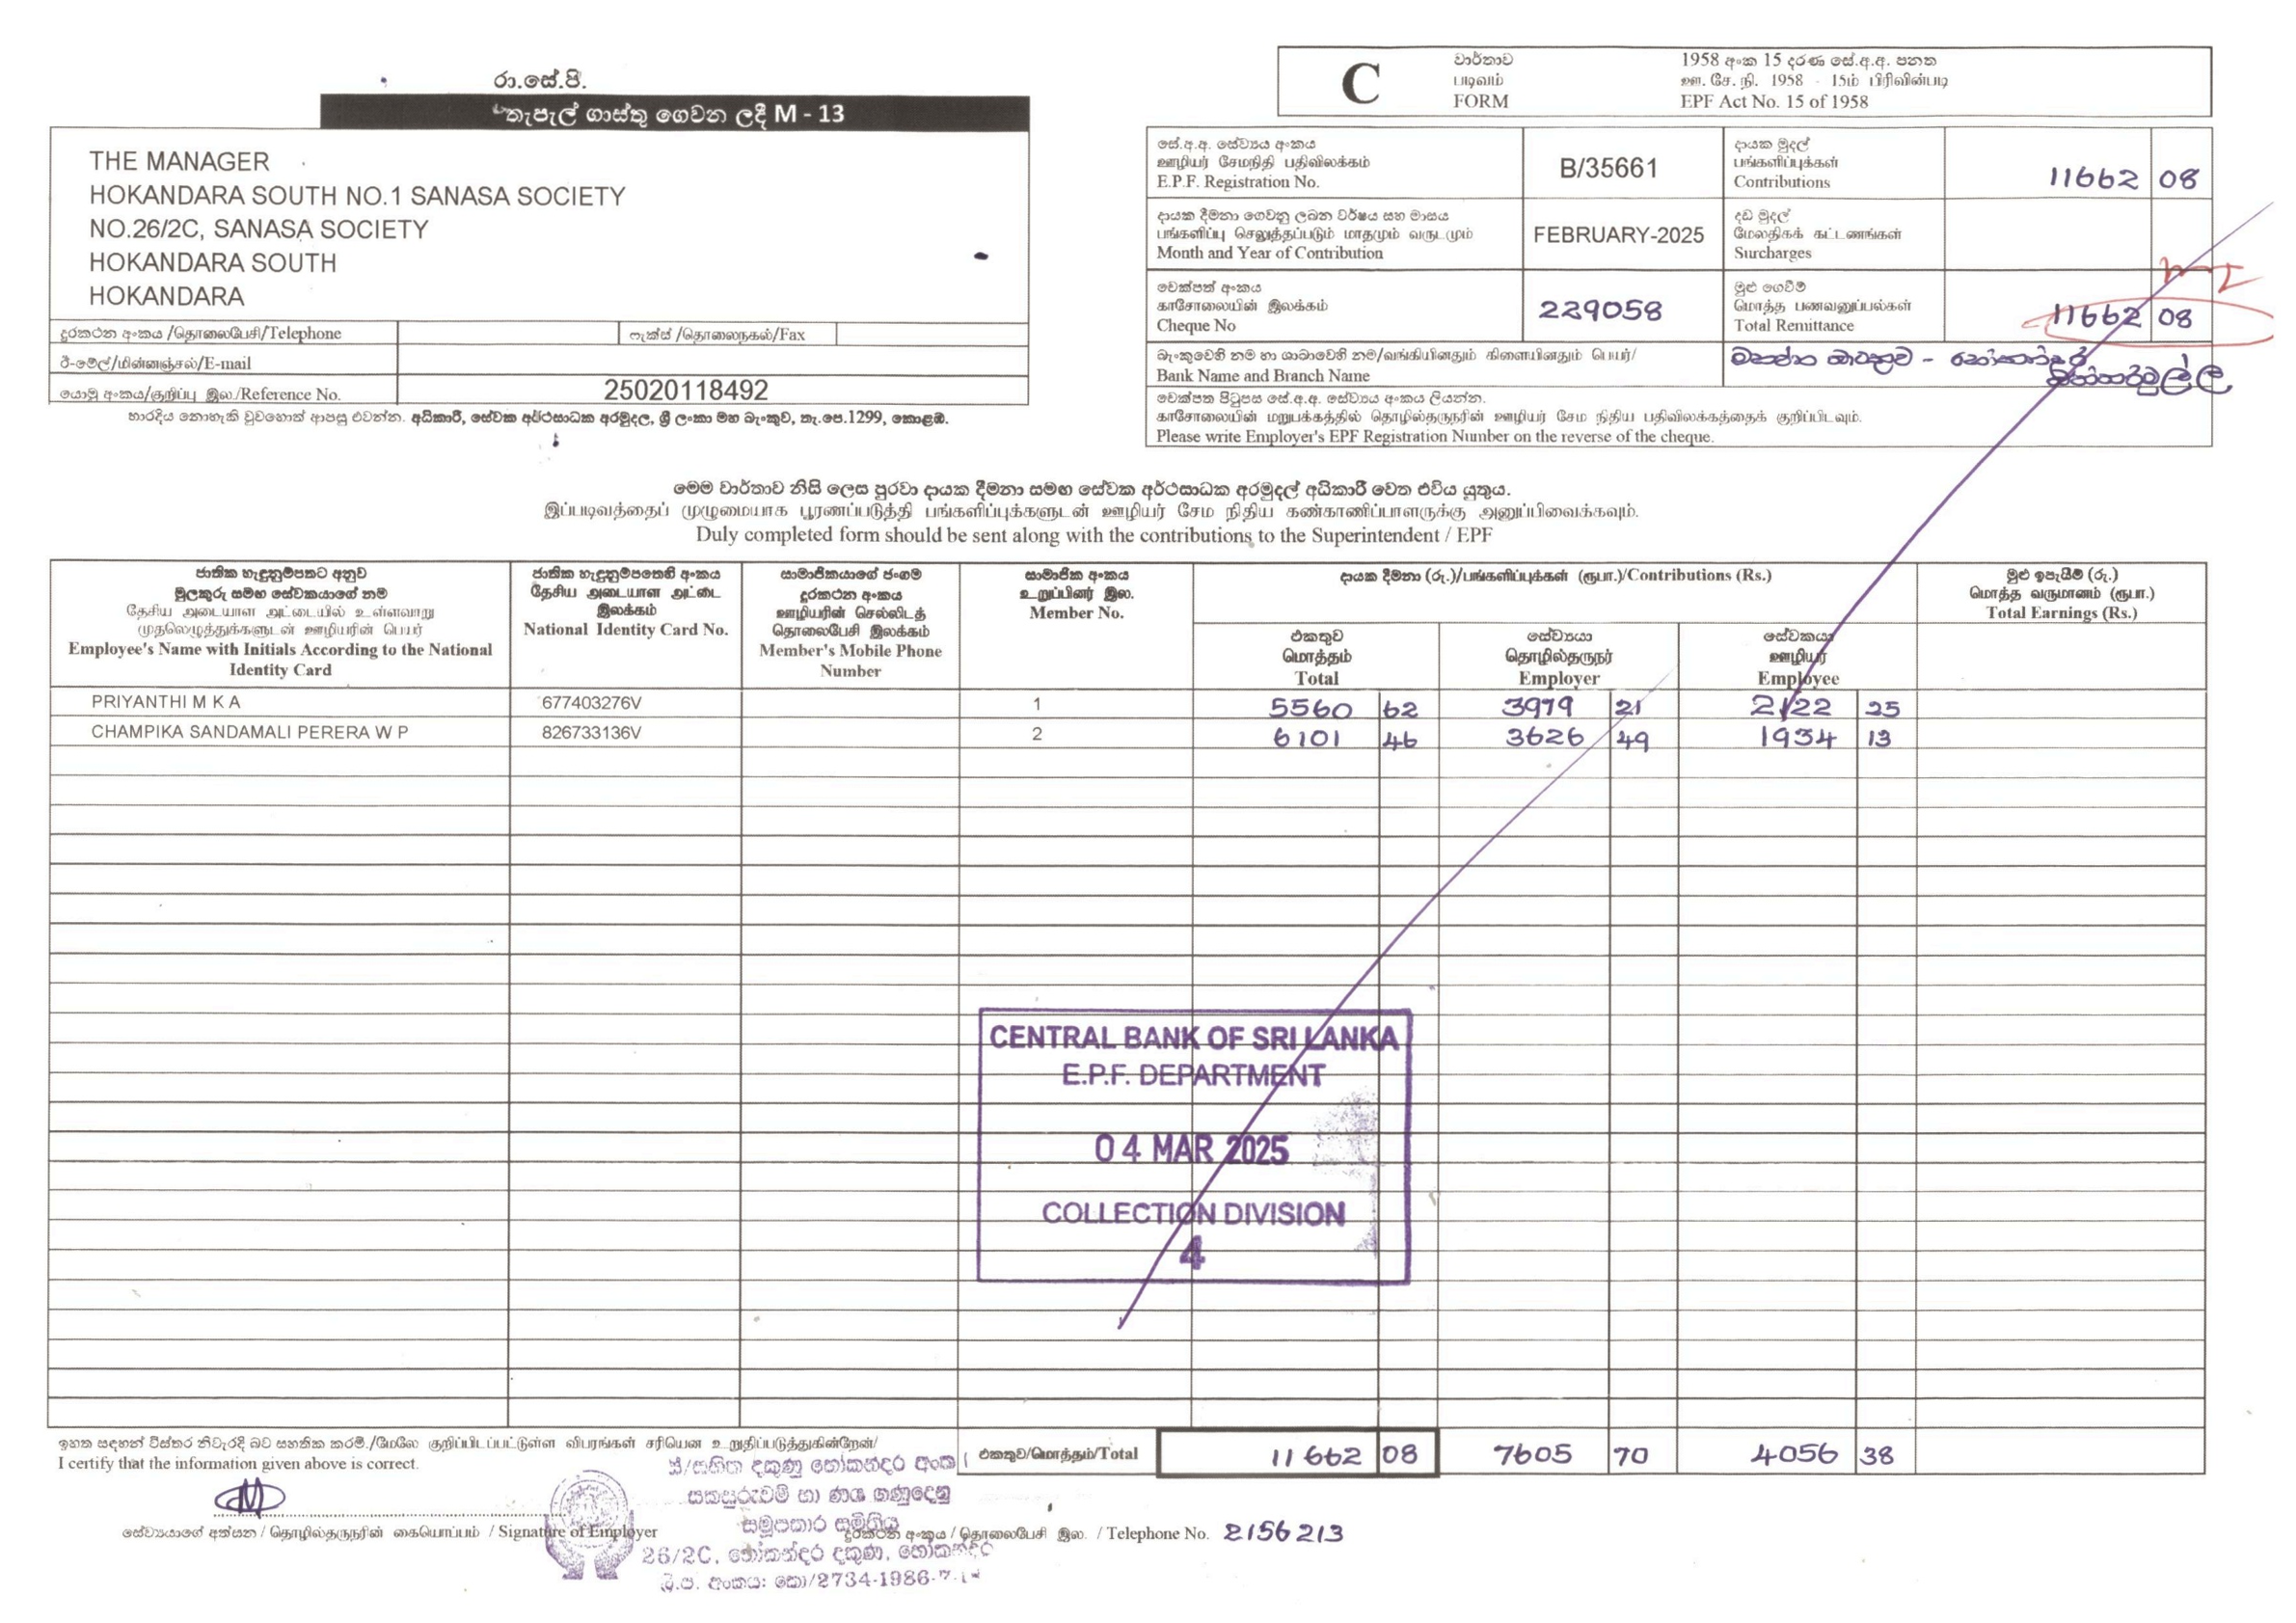 රා.සේ.පි.
තැපැල් ගාස්තු ගෙවන ලදී M - 13
THE MANAGER
HOKANDARA SOUTH NO.1 SANASA SOCIETY
NO.26/2C, SANASA SOCIETY
HOKANDARA SOUTH
HOKANDARA
දුරකථන අංකය /தொலைபேசி/Telephone
ෆැක්ස් /தொலைநகல்/Fax
ඊ-මේල්/மின்னஞ்சல்/E-mail
යොමු අංකය/குறிப்பு இல./Reference No. 25020118492
භාරදිය නොහැකි වුවහොත් ආපසු එවන්න. අධිකාරී, සේවක අර්ථසාධක අරමුදල, ශ්‍රී ලංකා මහ බැංකුව, තැ.පෙ.1299, කොළඹ.
C
වාර්තාව
படிவம்
FORM
1958 අංක 15 දරණ සේ.අ.අ. පනත
ஊ. சே. நி. 1958 - 15ம் பிரிவின்படி
EPF Act No. 15 of 1958
සේ.අ.අ. සේව්‍යය අංකය
ஊழியர் சேமநிதி பதிவிலக்கம்
E.P.F. Registration No.
B/35661
දායක මුදල්
பங்களிப்புக்கள்
Contributions
11662 08
දායක දීමනා ගෙවනු ලබන වර්ෂය සහ මාසය
பங்களிப்பு செலுத்தப்படும் மாதமும் வருடமும்
Month and Year of Contribution
FEBRUARY-2025
දඩ මුදල්
மேலதிகக் கட்டணங்கள்
Surcharges
චෙක්පත් අංකය
காசோலையின் இலக்கம்
Cheque No
229058
මුළු ගෙවීම්
மொத்த பணவனுப்பல்கள்
Total Remittance
11662 08
බැංකුවෙහි නම හා ශාඛාවෙහි නම/வங்கியினதும் கிளையினதும் பெயர்/
Bank Name and Branch Name
චෙක්පත පිටුපස සේ.අ.අ. සේව්‍යය අංකය ලියන්න.
காசோலையின் மறுபக்கத்தில் தொழில்தருநரின் ஊழியர் சேம நிதிய பதிவிலக்கத்தைக் குறிப்பிடவும்.
Please write Employer's EPF Registration Number on the reverse of the cheque.
මෙම වාර්තාව නිසි ලෙස පුරවා දායක දීමනා සමඟ සේවක අර්ථසාධක අරමුදල් අධිකාරී වෙත එවිය යුතුය.
இப்படிவத்தைப் முழுமையாக பூரணப்படுத்தி பங்களிப்புக்களுடன் ஊழியர் சேம நிதிய கண்காணிப்பாளருக்கு அனுப்பிவைக்கவும்.
Duly completed form should be sent along with the contributions to the Superintendent / EPF
ජාතික හැඳුනුම්පතට අනුව
මුලකුරු සමඟ සේවකයාගේ නම
தேசிய அடையாள அட்டையில் உள்ளவாறு
முதலெழுத்துக்களுடன் ஊழியரின் பெயர்
Employee's Name with Initials According to the National
Identity Card
ජාතික හැඳුනුම්පතෙහි අංකය
தேசிய அடையாள அட்டை
இலக்கம்
National Identity Card No.
සාමාජිකයාගේ ජංගම
දුරකථන අංකය
ஊழியரின் செல்லிடத்
தொலைபேசி இலக்கம்
Member's Mobile Phone
Number
සාමාජික අංකය
உறுப்பினர் இல.
Member No.
දායක දීමනා (රු.)/பங்களிப்புக்கள் (ரூபா.)/Contributions (Rs.)
එකතුව
மொத்தம்
Total
සේව්‍යයා
தொழில்தருநர்
Employer
සේවකයා
ஊழியர்
Employee
මුළු ඉපැයීම් (රු.)
மொத்த வருமானம் (ரூபா.)
Total Earnings (Rs.)
PRIYANTHI M K A 677403276V 1 5560 62 3979 21 2122 25
CHAMPIKA SANDAMALI PERERA W P 826733136V 2 6101 46 3626 49 1934 13
CENTRAL BANK OF SRI LANKA
E.P.F. DEPARTMENT
04 MAR 2025
COLLECTION DIVISION
4
ඉහත සඳහන් විස්තර නිවැරදි බව සහතික කරමි./மேலே குறிப்பிடப்பட்டுள்ள விபரங்கள் சரியென உறுதிப்படுத்துகின்றேன்/
I certify that the information given above is correct.
එකතුව/மொத்தம்/Total 11662 08 7605 70 4056 38
සී/සහිත දකුණු හෝකන්දර අංක 1
සකසුරුවම් හා ණය ගණුදෙනු
සමුපකාර සමිතිය
26/2C, හෝකන්දර දකුණ, හෝකන්දර
ලි.ප. අංකය: කො/2734-1986.
සේව්‍යයාගේ අත්සන / தொழில்தருநரின் கையொப்பம் / Signature of Employer
දුරකථන අංකය / தொலைபேசி இல. / Telephone No. 2156213